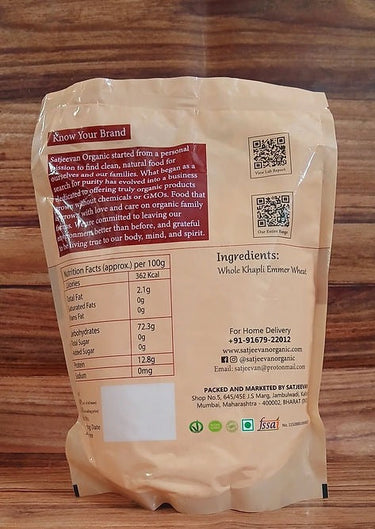 Know Your Brand
Satjeevan Organic started from a personal
mission to find clean, natural food for
ourselves and our families. What began as a
search for purity has evolved into a business
dedicated to offering truly organic products
grown without chemicals or GMOs. Food that
with love and care on organic family
We are committed to leaving our
environment better than before, and grateful
to be living true to our body, mind, and spirit.
View Lab Report
Our Entire Range
Nutrition Facts (approx.) per 100g
Calories 362 Kcal
Total Fat 2.1g
Saturated Fats 0g
Trans Fat 0g
Carbohydrates 72.3g
Total Sugar 0g
Added Sugar 0g
Protein 12.8g
Sodium 0mg
Ingredients:
Whole Khapli Emmer Wheat
For Home Delivery
+91-91679-22012
www.satjeevanorganic.com
@satjeevanorganic
Email: satjeevan@protonmail.com
PACKED AND MARKETED BY SATJEEV
Shop No.5, 645/45E J.S Marg, Jambulwadi, Kal
Mumbai, Maharashtra - 400002, BHARAT
fssai